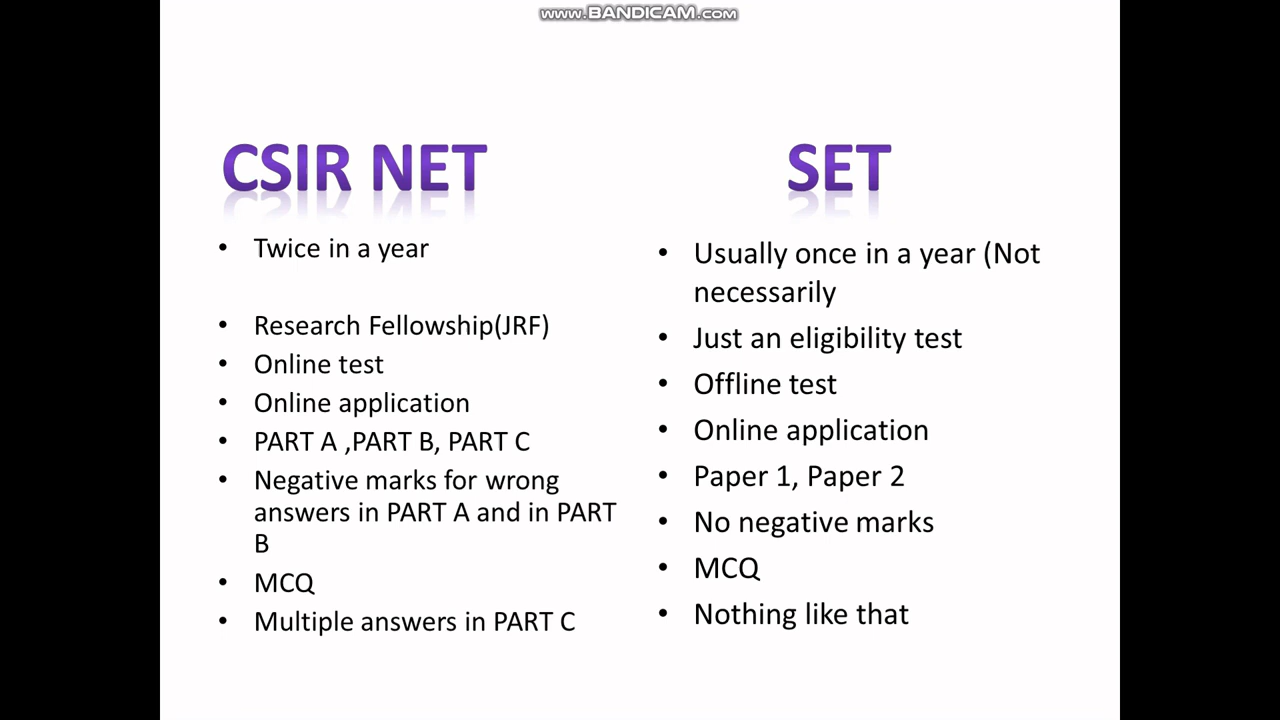 www.BANDICAM.com
CSIR NET
• Twice in a year
• Research Fellowship(JRF)
• Online test
• Online application
• PART A ,PART B, PART C
• Negative marks for wrong
answers in PART A and in PART
B
• MCQ
• Multiple answers in PART C
SET
• Usually once in a year (Not
necessarily
• Just an eligibility test
• Offline test
• Online application
• Paper 1, Paper 2
• No negative marks
• MCQ
• Nothing like that